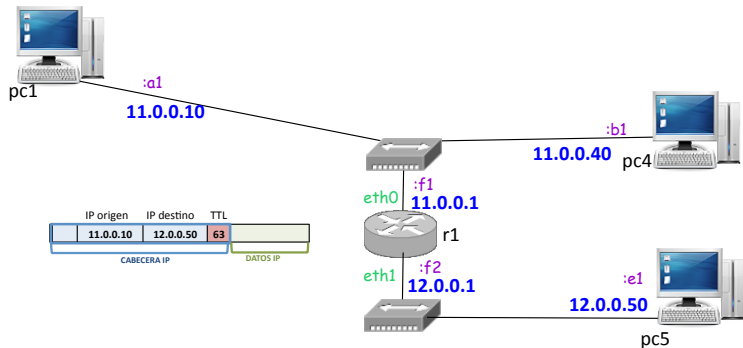 pc1
:a1
11.0.0.10
:b1
11.0.0.40
pc4
eth0
:f1
11.0.0.1
r1
IP origen IP destino TTL
11.0.0.10 12.0.0.50 63
CABECERA IP DATOS IP
eth1
:f2
12.0.0.1
:e1
12.0.0.50
pc5